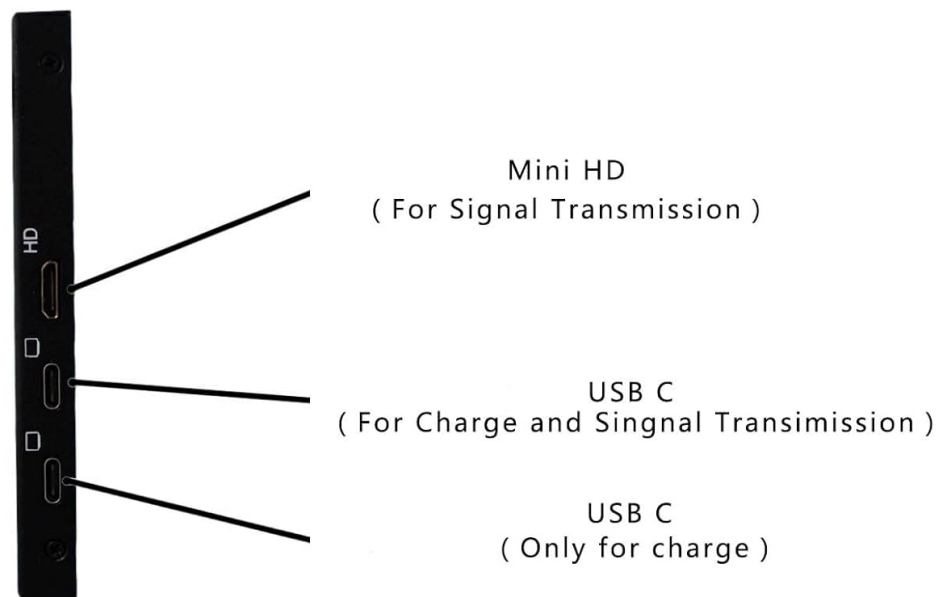 Mini HD
( For Signal Transmission )
HD
USB C
( For Charge and Singnal Transimission )
USB C
( Only for charge )